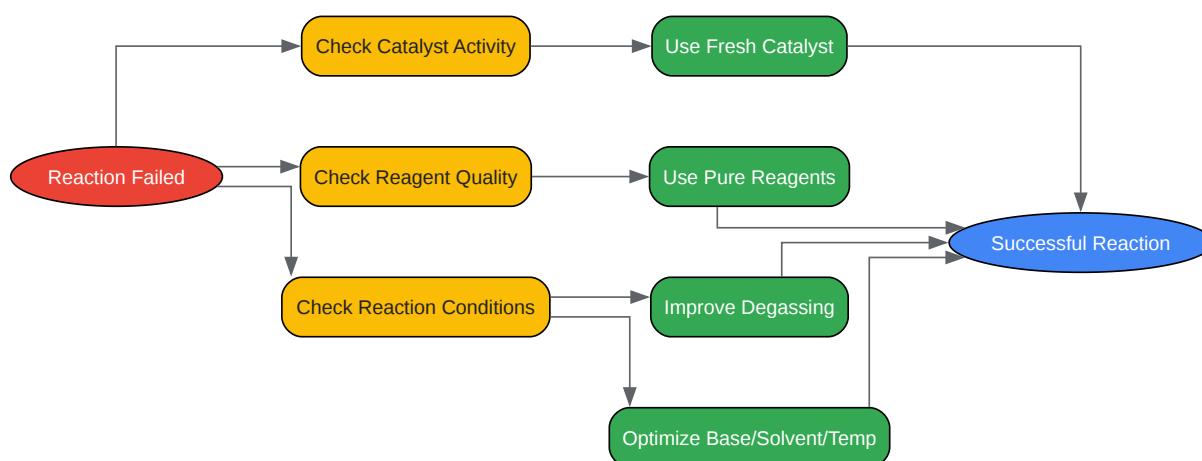 Check Catalyst Activity
Use Fresh Catalyst
Reaction Failed
Check Reagent Quality
Use Pure Reagents
Successful Reaction
Check Reaction Conditions
Improve Degassing
Optimize Base/Solvent/Temp